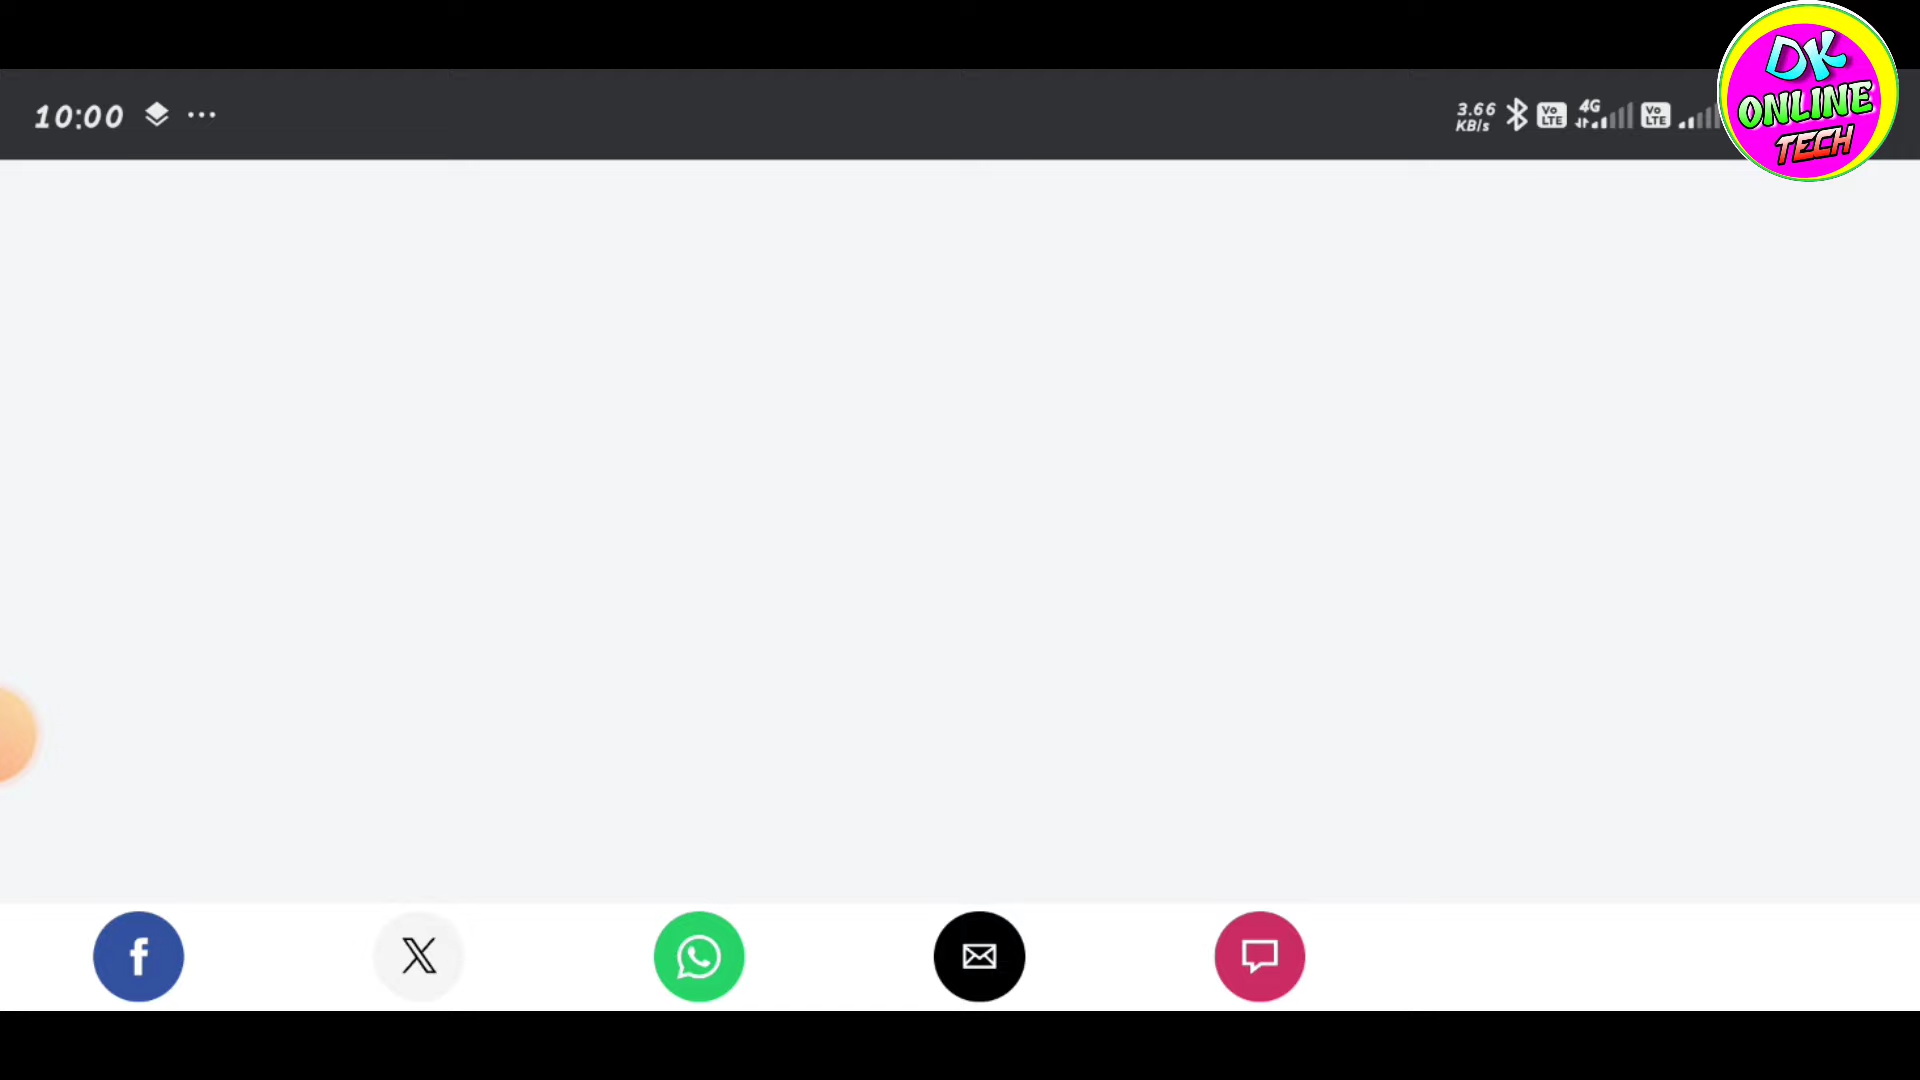 10:00
3.66
KB/s
Vo
LTE
4G
Vo
LTE
DK
ONLINE
TECH